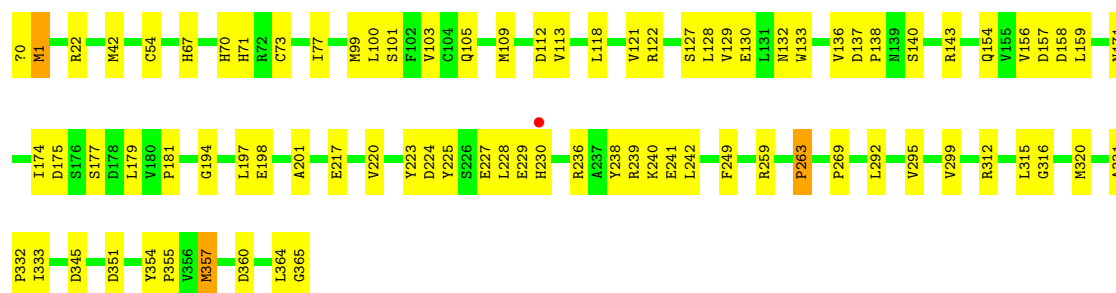 ?0 M1 R22 M42 C54 H67 H70 H71 R72 C73 I77 M99 L100 S101 F102 V103 C104 Q105 M109 D112 V113 L118 V121 R122 S127 L128 V129 E130 L131 N132 W133 V136 D137 P138 N139 S140 R143 Q154 V155 V156 D157 D158 L159
I174 D175 S176 S177 D178 L179 V180 P181 G194 L197 E198 A201 E217 V220 Y223 D224 Y225 S226 E227 L228 E229 H230 R236 A237 Y238 R239 K240 E241 L242 F249 R259 P263 P269 L292 V295 V299 R312 L315 G316 M320
P332 I333 D345 D351 Y354 P355 V356 M357 D360 L364 G365